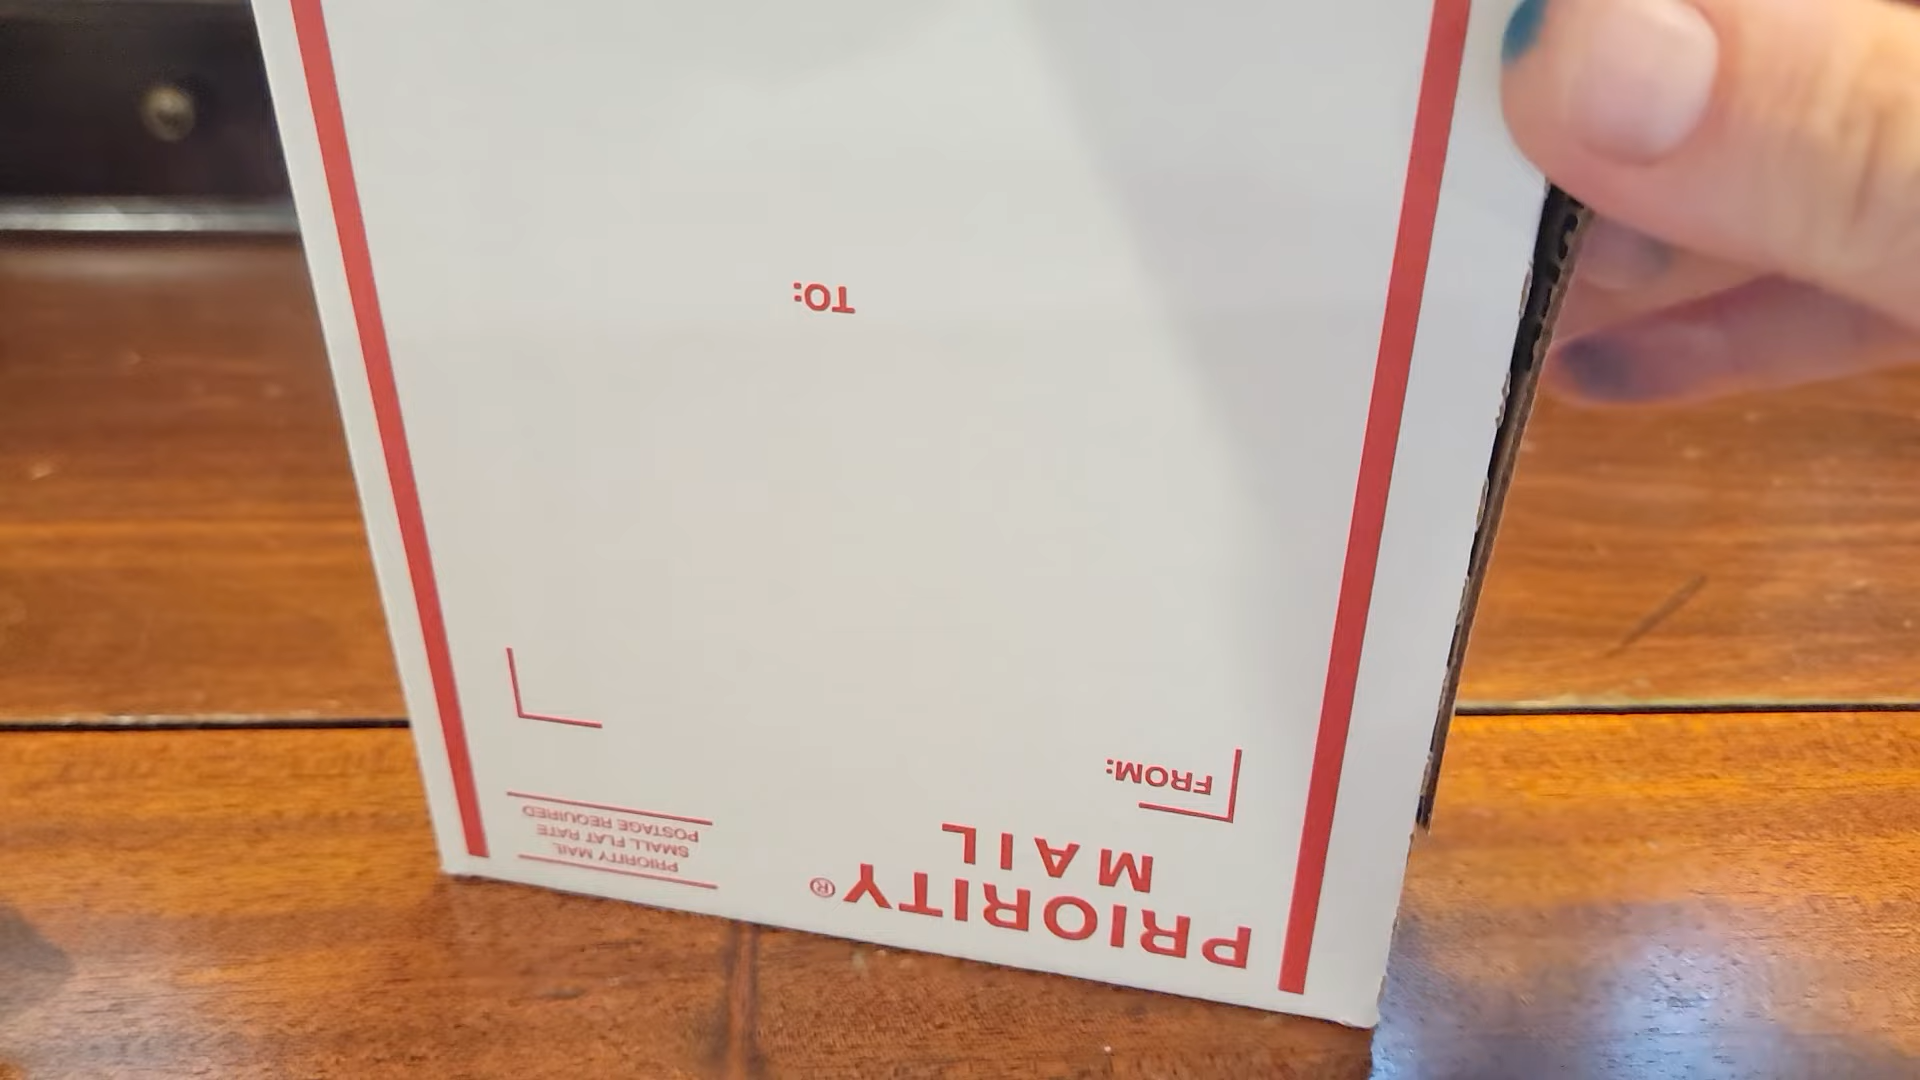 PRIORITY®
MAIL
PRIORITY MAIL
SMALL FLAT RATE
POSTAGE REQUIRED
FROM:
TO: